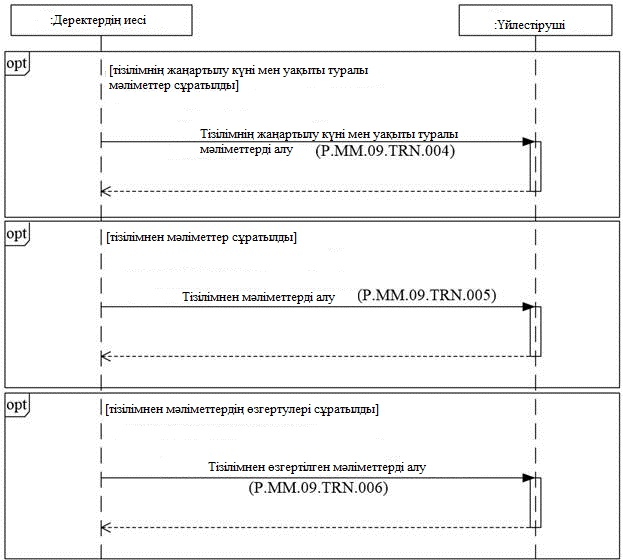 :Деректердің иесі
:Үйлестіруші
opt
[тізілімнің жаңартылу күні мен уақыты туралы
мәліметтер сұратылды]
Тізілімнің жаңартылу күні мен уақыты туралы
мәліметтерді алу (P.MM.09.TRN.004)
opt
[тізілімнен мәліметтер сұратылды]
Тізілімнен мәліметтерді алу (P.MM.09.TRN.005)
opt
[тізілімнен мәліметтердің өзгертулері сұратылды]
Тізілімнен өзгертілген мәліметтерді алу
(P.MM.09.TRN.006)